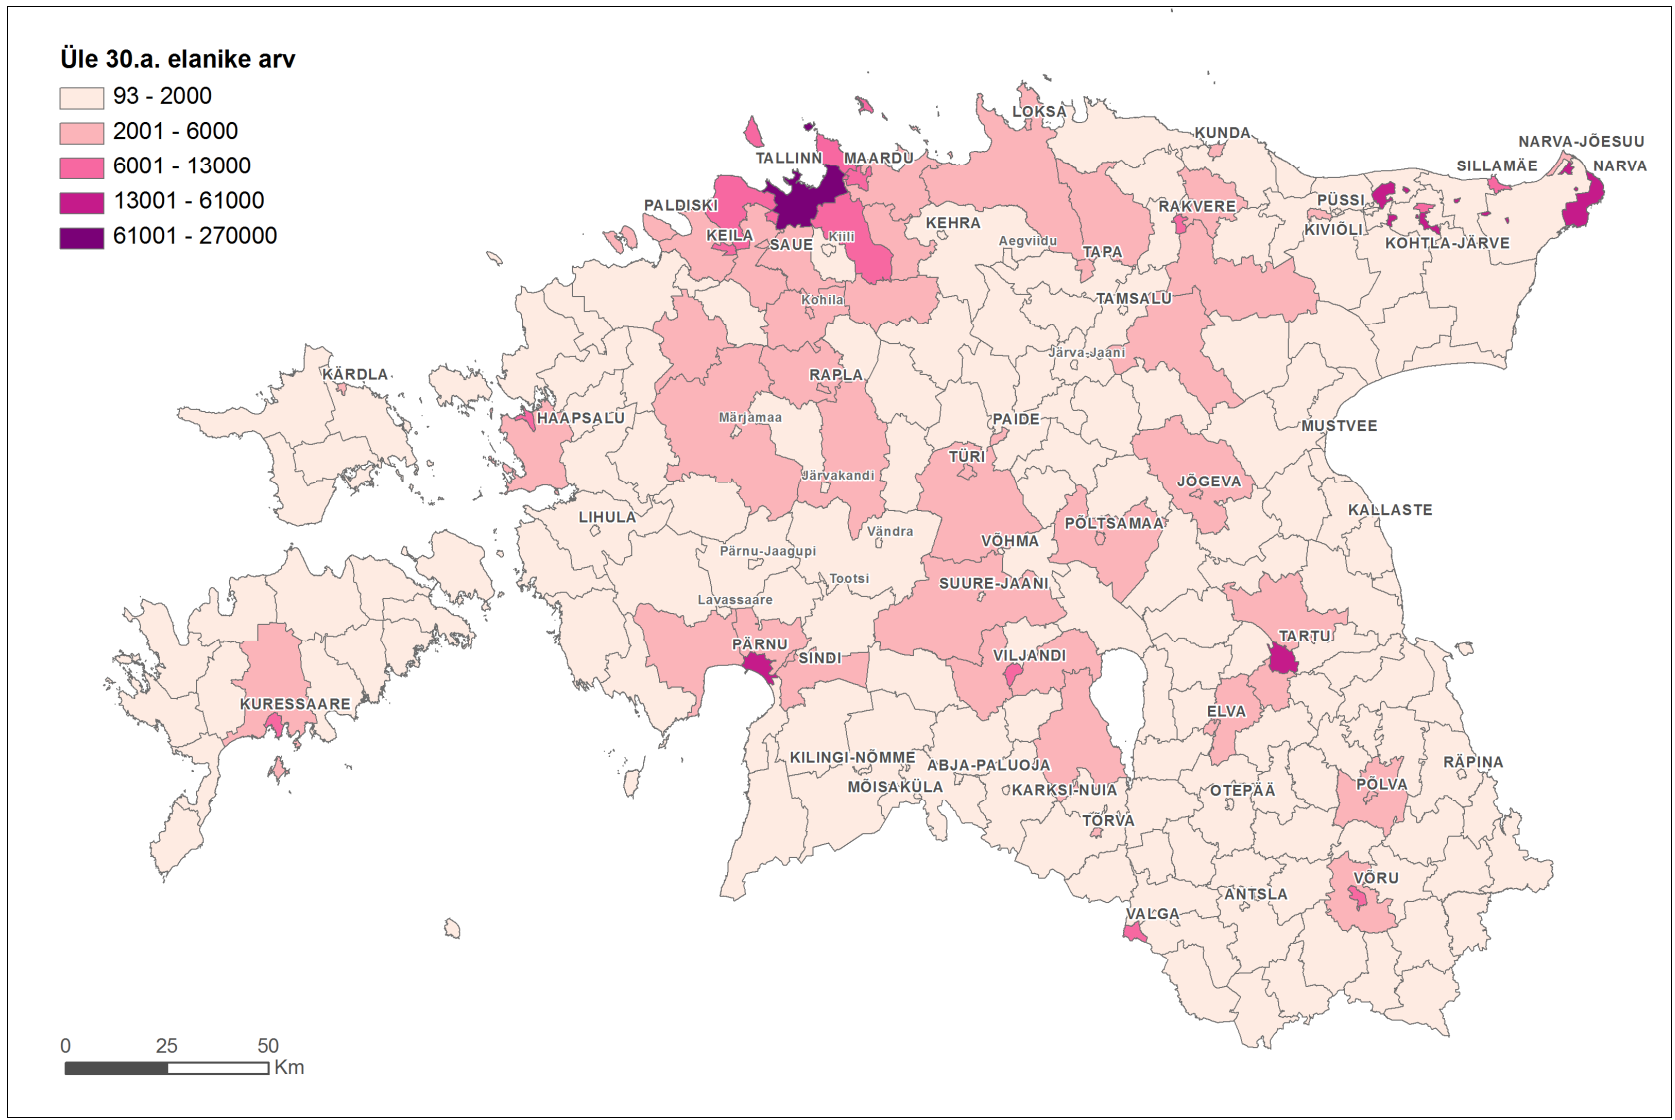 Üle 30.a. elanike arv
93 - 2000
2001 - 6000
6001 - 13000
13001 - 61000
61001 - 270000
LOKSA
KUNDA
NARVA-JÕESUU
TALLINN
MAARDU
SILLAMÄE
NARVA
PALDISKI
RAKVERE
PÜSSI
KEILA
SAUE
Kiili
KEHRA
Aegviidu
TAPA
KIVIÕLI
KOHTLA-JÄRVE
Kohila
TAMSALU
Järva-Jaani
KÄRDLA
RAPLA
HAAPSALU
Märjamaa
PAIDE
MUSTVEE
TÜRI
Järvakandi
JÕGEVA
LIHULA
Vändra
VÕHMA
PÕLTSAMAA
KALLASTE
Pärnu-Jaagupi
Tootsi
SUURE-JAANI
Lavassaare
PÄRNU
SINDI
VILJANDI
TARTU
KURESSAARE
ELVA
KILINGI-NÕMME
ABJA-PALUOJA
RÄPINA
MÕISAKÜLA
KARKSI-NUIA
OTEPÄÄ
PÕLVA
TÕRVA
VÕRU
ANTSLA
VALGA
0 25 50
Km